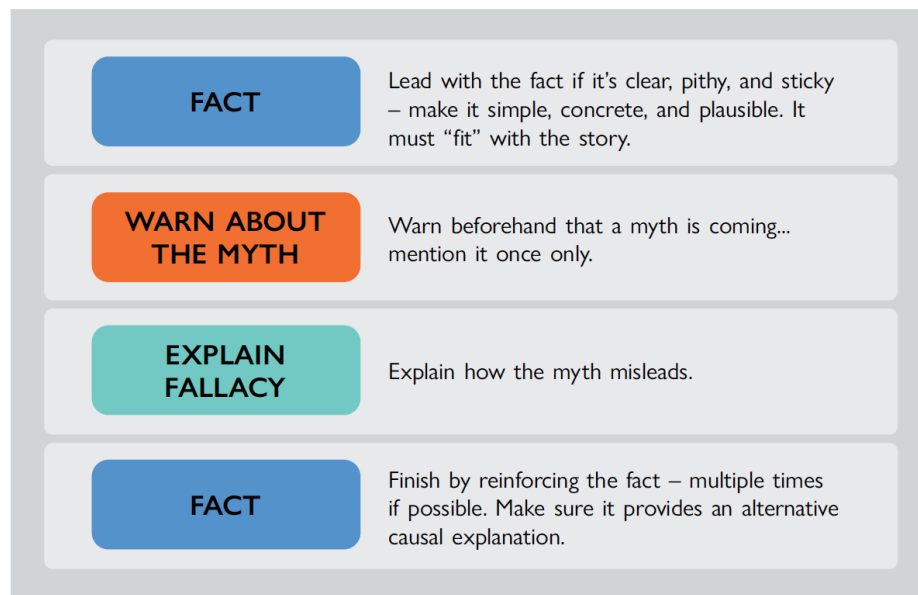 FACT
Lead with the fact if it’s clear, pithy, and sticky
– make it simple, concrete, and plausible. It
must “fit” with the story.
WARN ABOUT
THE MYTH
Warn beforehand that a myth is coming...
mention it once only.
EXPLAIN
FALLACY
Explain how the myth misleads.
FACT
Finish by reinforcing the fact – multiple times
if possible. Make sure it provides an alternative
causal explanation.